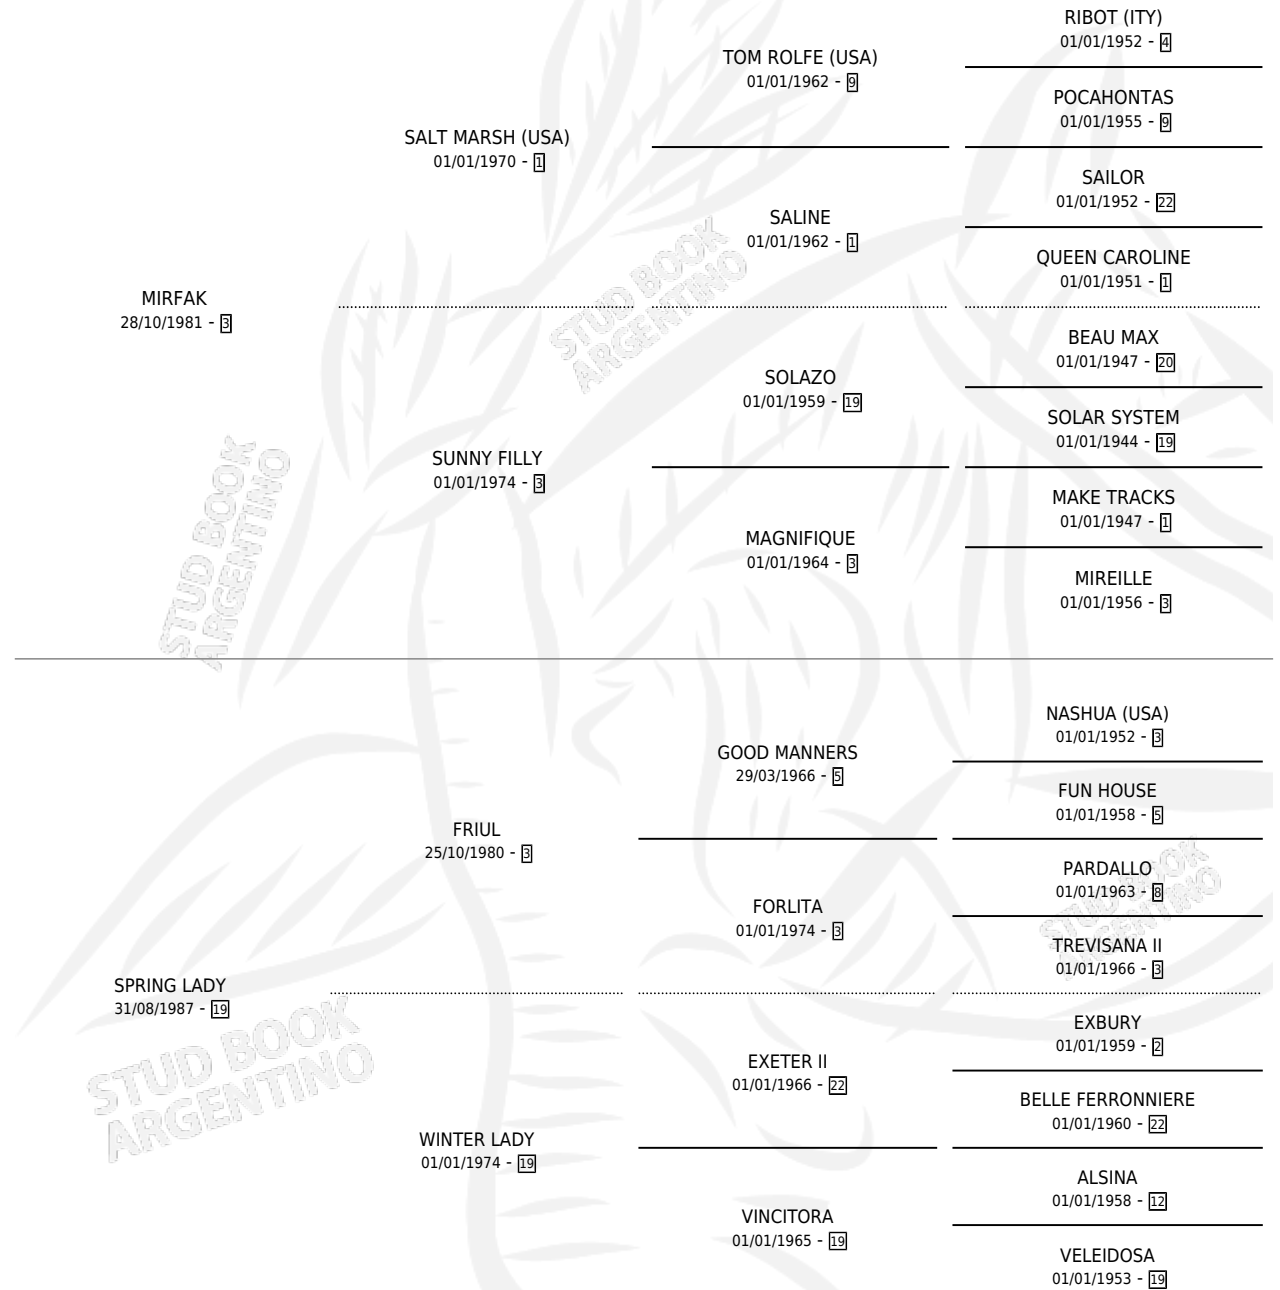 RIBOT (ITY)
01/01/1952 - 4
TOM ROLFE (USA)
01/01/1962 - 9
POCAHONTAS
01/01/1955 - 9
SALT MARSH (USA)
01/01/1970 - 1
SAILOR
01/01/1952 - 22
SALINE
01/01/1962 - 1
QUEEN CAROLINE
01/01/1951 - 1
MIRFAK
28/10/1981 - 3
BEAU MAX
01/01/1947 - 20
SOLAZO
01/01/1959 - 19
SOLAR SYSTEM
01/01/1944 - 19
SUNNY FILLY
01/01/1974 - 3
MAKE TRACKS
01/01/1947 - 1
MAGNIFIQUE
01/01/1964 - 3
MIREILLE
01/01/1956 - 3
NASHUA (USA)
01/01/1952 - 3
GOOD MANNERS
29/03/1966 - 5
FUN HOUSE
01/01/1958 - 5
FRIUL
25/10/1980 - 3
PARDALLO
01/01/1963 - 8
FORLITA
01/01/1974 - 3
TREVISANA II
01/01/1966 - 3
SPRING LADY
31/08/1987 - 19
EXBURY
01/01/1959 - 2
EXETER II
01/01/1966 - 22
BELLE FERRONNIERE
01/01/1960 - 22
WINTER LADY
01/01/1974 - 19
ALSINA
01/01/1958 - 12
VINCITORA
01/01/1965 - 19
VELEIDOSA
01/01/1953 - 19
STUD BOOK
ARGENTINO
STUD BOOK
ARGENTINO
STUD BOOK
ARGENTINO
STUD BOOK
ARGENTINO